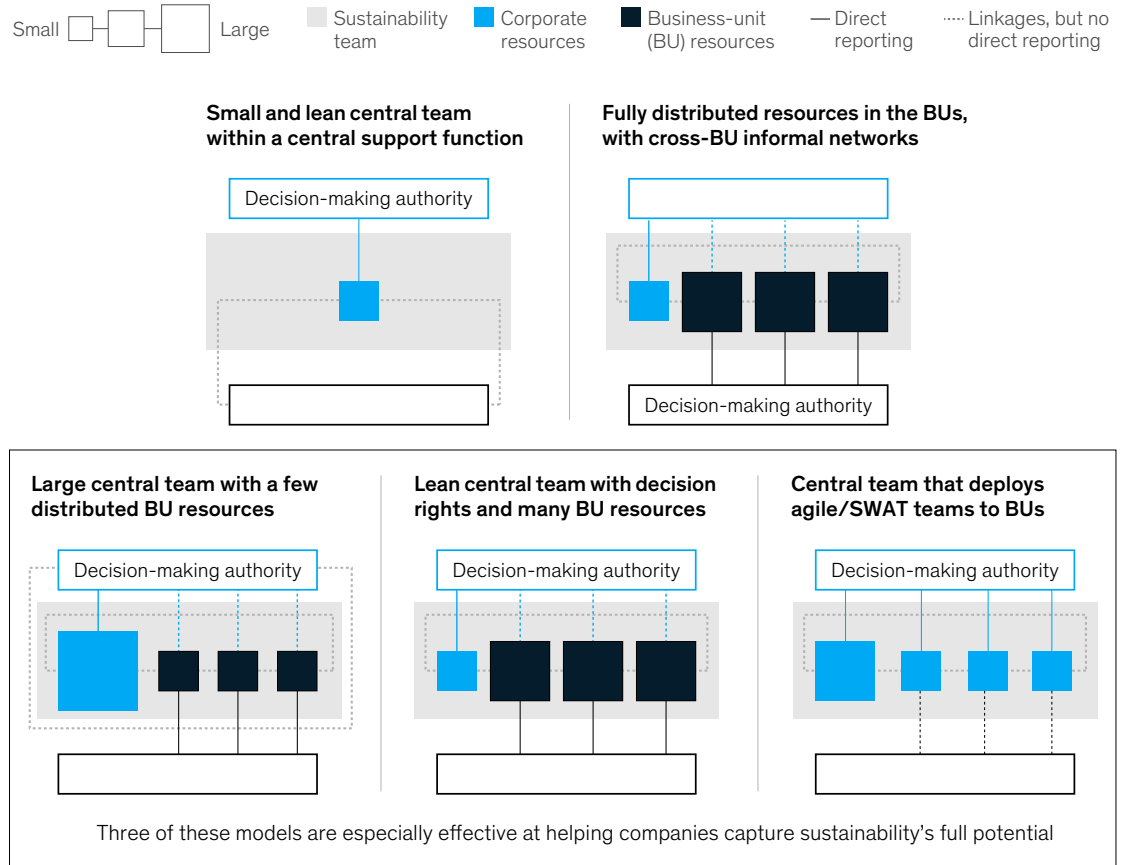 Small
Large
Sustainability
team
Corporate
resources
Business-unit
(BU) resources
Direct
reporting
Linkages, but no
direct reporting
Small and lean central team
within a central support function
Decision-making authority
Fully distributed resources in the BUs,
with cross-BU informal networks
Decision-making authority
Large central team with a few
distributed BU resources
Decision-making authority
Lean central team with decision
rights and many BU resources
Decision-making authority
Central team that deploys
agile/SWAT teams to BUs
Decision-making authority
Three of these models are especially effective at helping companies capture sustainability’s full potential